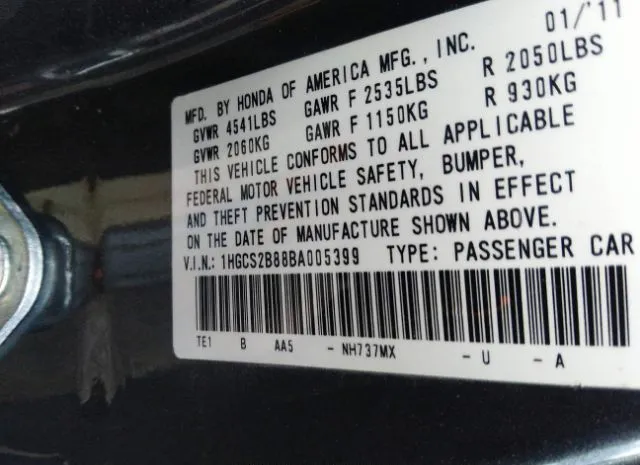 MFD. BY HONDA OF AMERICA MFG., INC. 01/'11
GVWR 4541LBS GAWR F 2535LBS R 2050LBS
GVWR 2060KG GAWR F 1150KG R 930KG
THIS VEHICLE CONFORMS TO ALL APPLICABLE
FEDERAL MOTOR VEHICLE SAFETY, BUMPER,
AND THEFT PREVENTION STANDARDS IN EFFECT
ON THE DATE OF MANUFACTURE SHOWN ABOVE.
V.I.N.: 1HGCS2B88BA005399 TYPE: PASSENGER CAR
TE1 B AA5 - NH737MX - U - A